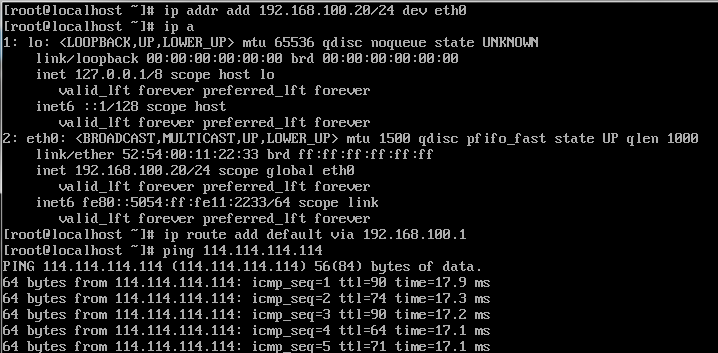 [root@localhost ~]# ip addr add 192.168.100.20/24 dev eth0
[root@localhost ~]# ip a
1: lo: <LOOPBACK,UP,LOWER_UP> mtu 65536 qdisc noqueue state UNKNOWN
    link/loopback 00:00:00:00:00:00 brd 00:00:00:00:00:00
    inet 127.0.0.1/8 scope host lo
       valid_lft forever preferred_lft forever
    inet6 ::1/128 scope host
       valid_lft forever preferred_lft forever
2: eth0: <BROADCAST,MULTICAST,UP,LOWER_UP> mtu 1500 qdisc pfifo_fast state UP qlen 1000
    link/ether 52:54:00:11:22:33 brd ff:ff:ff:ff:ff:ff
    inet 192.168.100.20/24 scope global eth0
       valid_lft forever preferred_lft forever
    inet6 fe80::5054:ff:fe11:2233/64 scope link
       valid_lft forever preferred_lft forever
[root@localhost ~]# ip route add default via 192.168.100.1
[root@localhost ~]# ping 114.114.114.114
PING 114.114.114.114 (114.114.114.114) 56(84) bytes of data.
64 bytes from 114.114.114.114: icmp_seq=1 ttl=90 time=17.9 ms
64 bytes from 114.114.114.114: icmp_seq=2 ttl=74 time=17.3 ms
64 bytes from 114.114.114.114: icmp_seq=3 ttl=90 time=17.2 ms
64 bytes from 114.114.114.114: icmp_seq=4 ttl=64 time=17.1 ms
64 bytes from 114.114.114.114: icmp_seq=5 ttl=71 time=17.1 ms